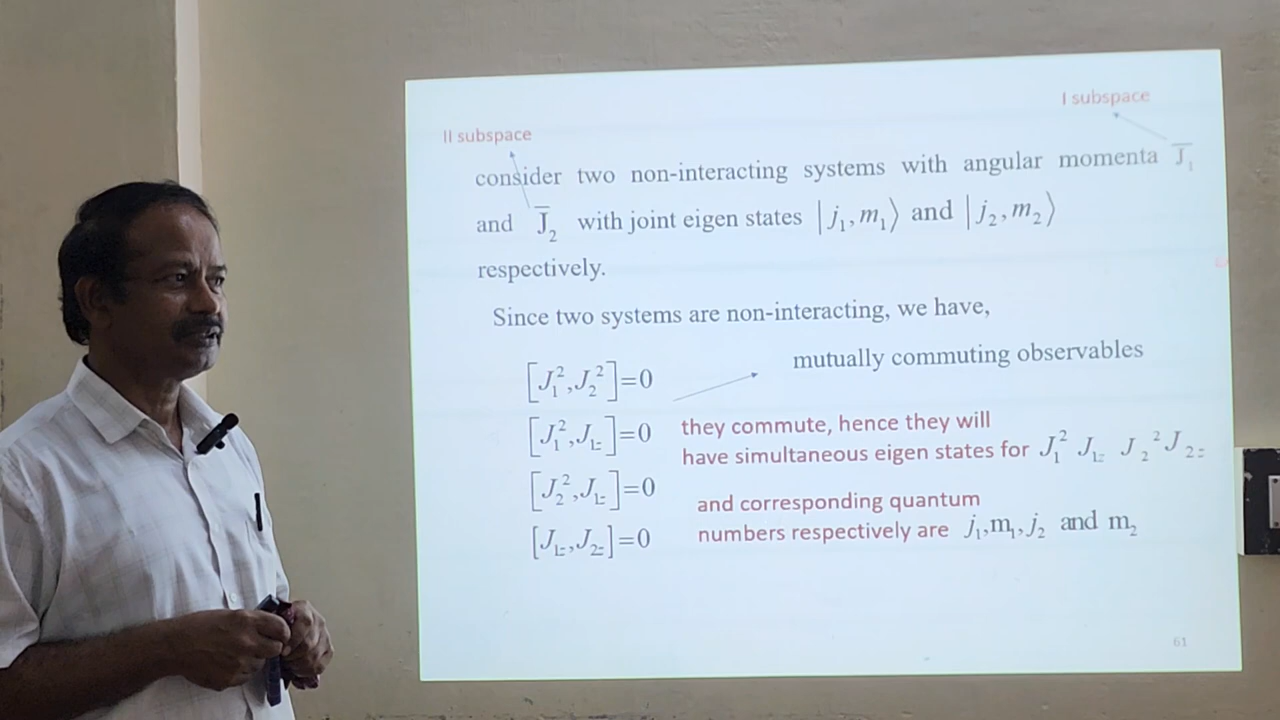 I subspace
II subspace
consider two non-interacting systems with angular momenta J̅₁
and J̅₂ with joint eigen states |j₁,m₁⟩ and |j₂,m₂⟩
respectively.
Since two systems are non-interacting, we have,
mutually commuting observables
[J₁²,J₂²]=0
[J₁²,J₁z]=0
they commute, hence they will
have simultaneous eigen states for J₁² J₁z J₂² J₂z
[J₂²,J₁z]=0
and corresponding quantum
numbers respectively are j₁,m₁,j₂ and m₂
[J₁z,J₂z]=0
61